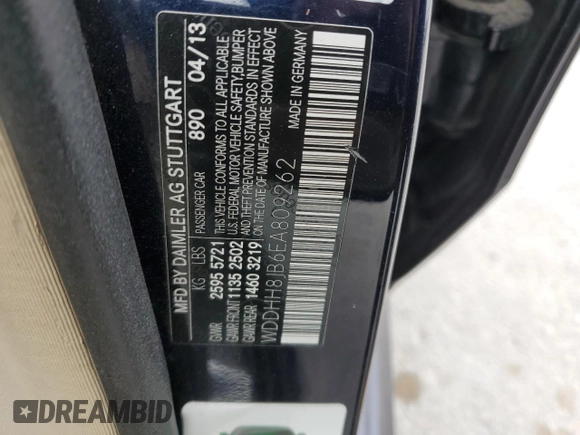 MFD BY DAIMLER AG STUTTGART
PASSENGER CAR 890 04/13
KG LBS
GVWR 2595 5721
GAWR FRONT 1135 2502
GAWR REAR 1460 3219
THIS VEHICLE CONFORMS TO ALL APPLICABLE
U.S. FEDERAL MOTOR VEHICLE SAFETY, BUMPER
AND THEFT PREVENTION STANDARDS IN EFFECT
ON THE DATE OF MANUFACTURE SHOWN ABOVE
WDDHH8JB6EA809262
MADE IN GERMANY
DREAMBID